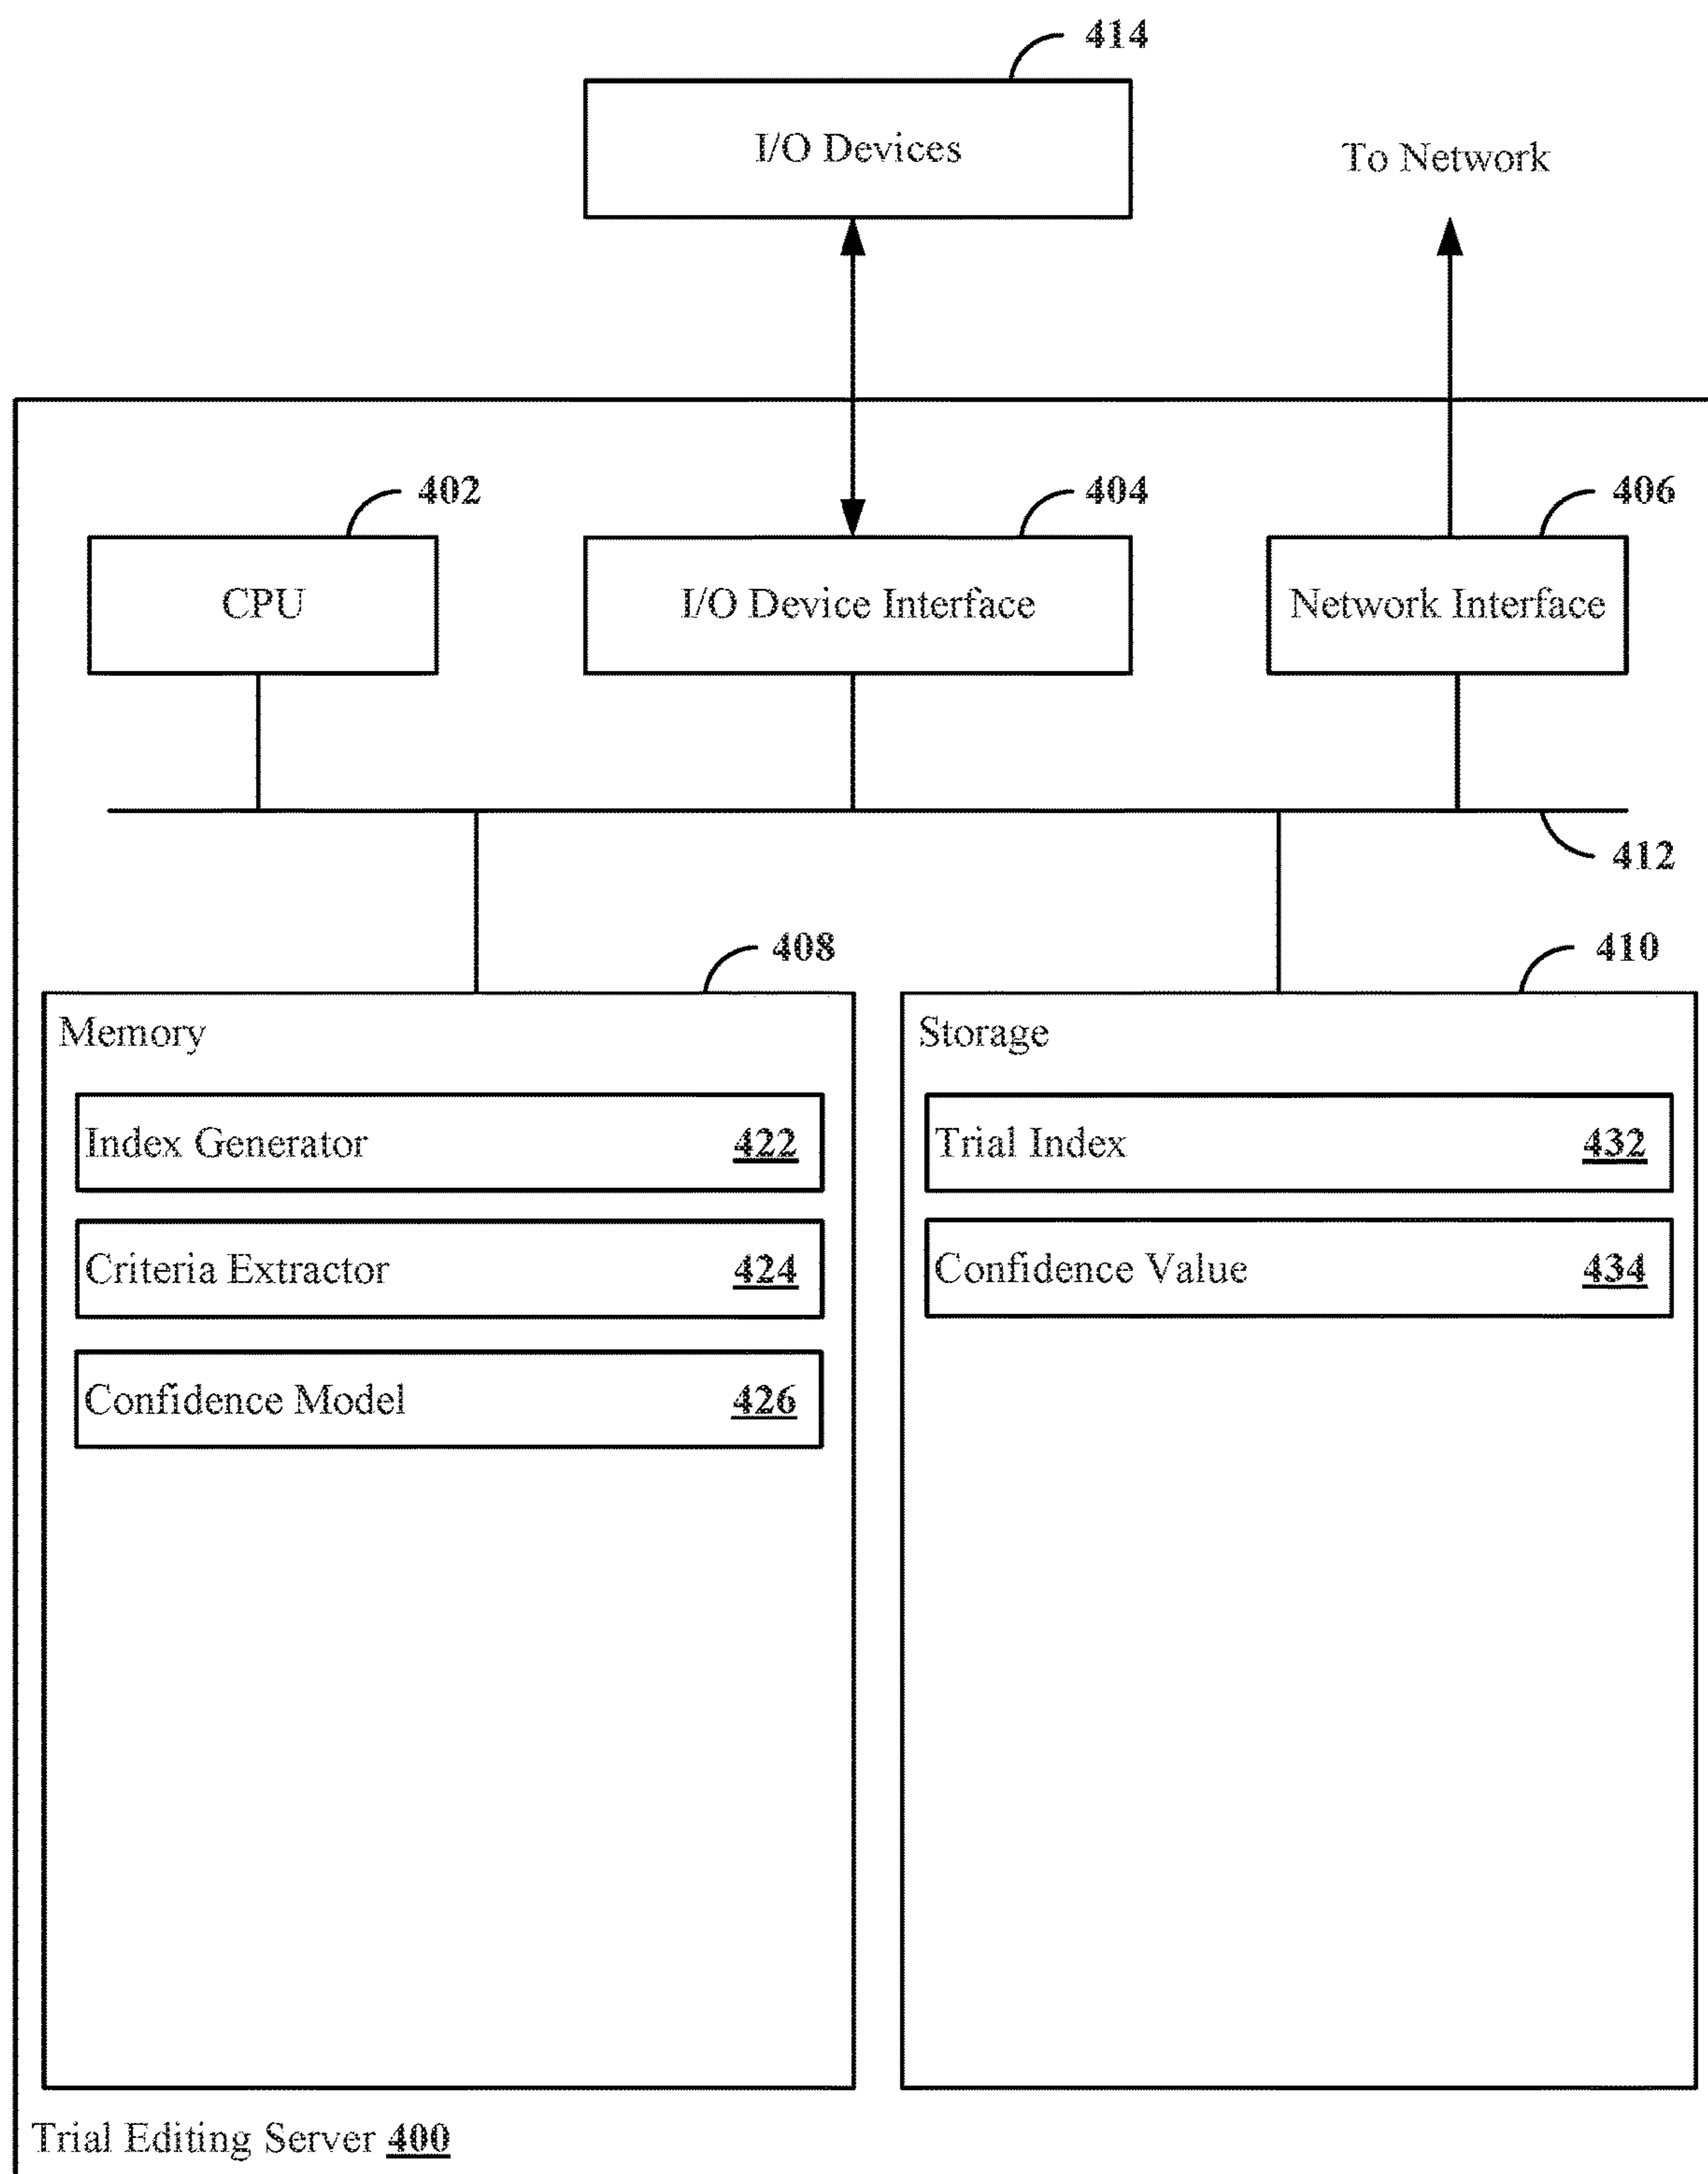 414
I/O Devices
To Network
402
404
406
CPU
I/O Device Interface
Network Interface
412
408
410
Memory
Storage
Index Generator 422
Trial Index 432
Criteria Extractor 424
Confidence Value 434
Confidence Model 426
Trial Editing Server 400